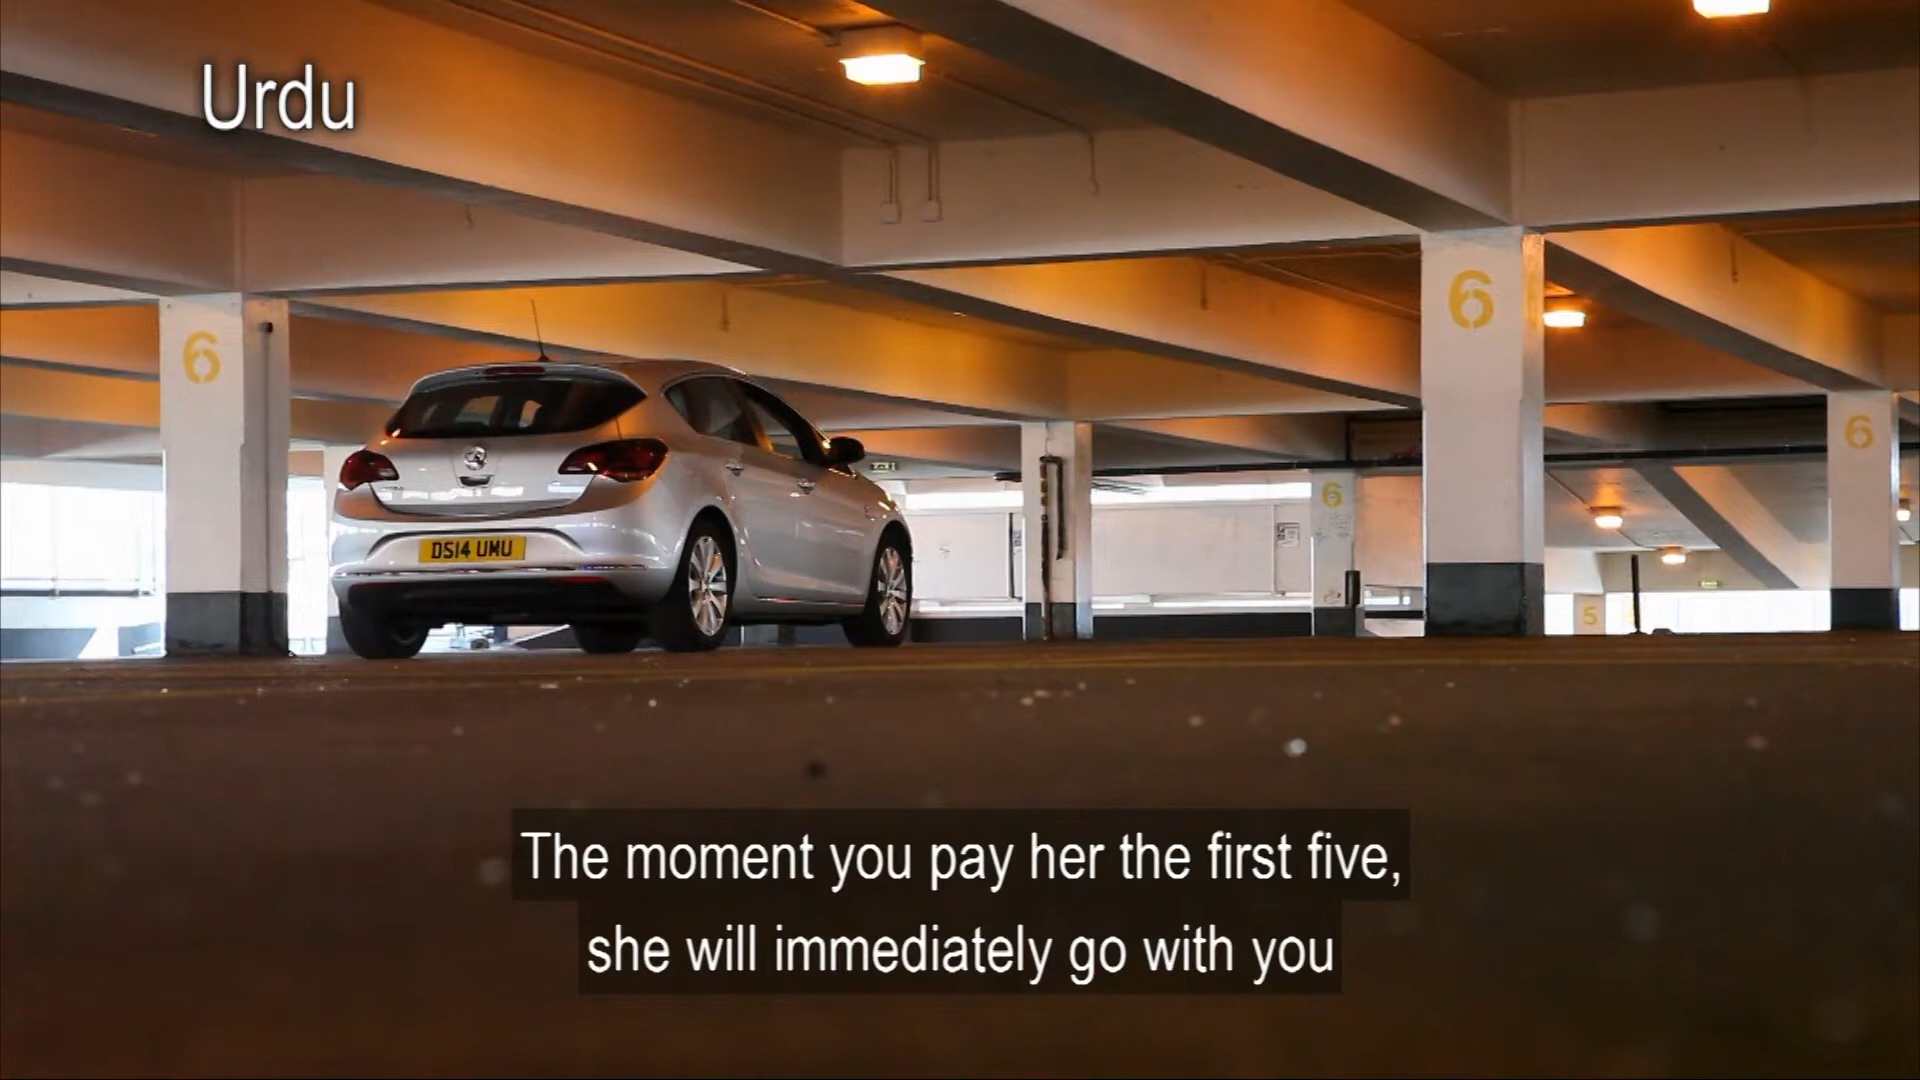 Urdu
6
6
6
6
5
DS14 UMU
The moment you pay her the first five,
she will immediately go with you